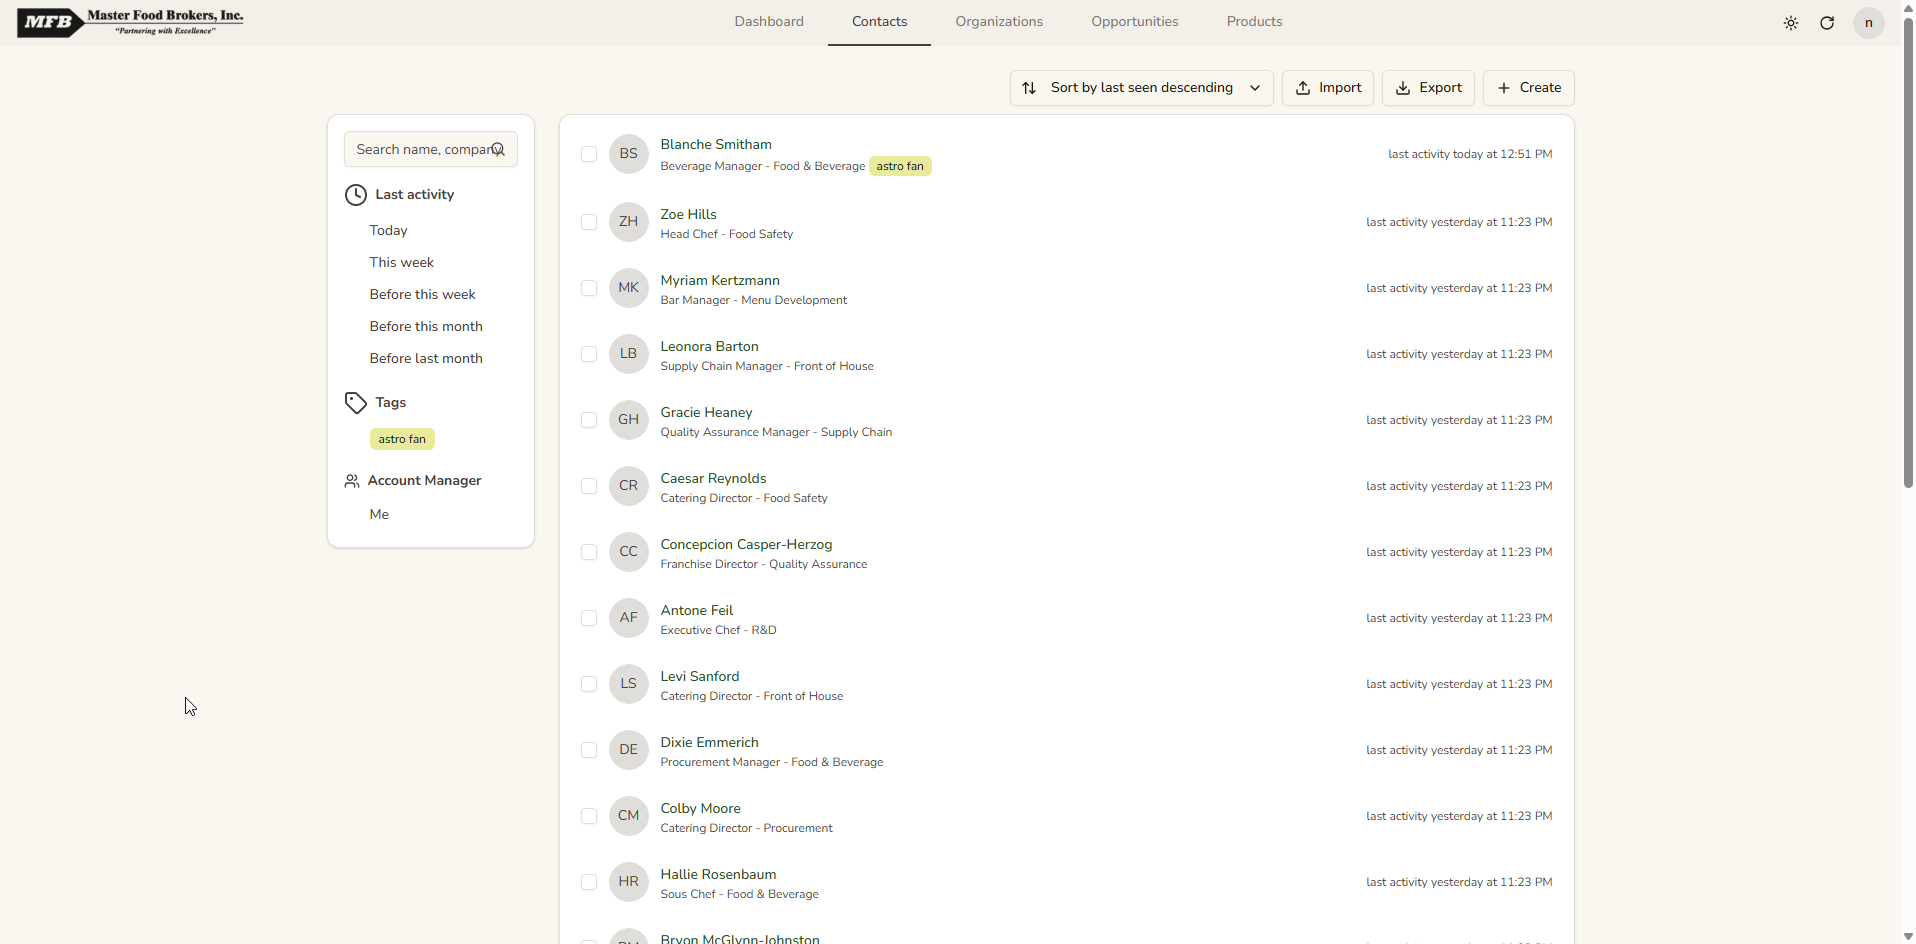 MFB Master Food Brokers, Inc.
"Partnering with Excellence"
Dashboard Contacts Organizations Opportunities Products
n
Sort by last seen descending Import Export Create
Search name, company
Last activity
Today
This week
Before this week
Before this month
Before last month
Tags
astro fan
Account Manager
Me
BS Blanche Smitham
Beverage Manager - Food & Beverage astro fan
last activity today at 12:51 PM
ZH Zoe Hills
Head Chef - Food Safety
last activity yesterday at 11:23 PM
MK Myriam Kertzmann
Bar Manager - Menu Development
last activity yesterday at 11:23 PM
LB Leonora Barton
Supply Chain Manager - Front of House
last activity yesterday at 11:23 PM
GH Gracie Heaney
Quality Assurance Manager - Supply Chain
last activity yesterday at 11:23 PM
CR Caesar Reynolds
Catering Director - Food Safety
last activity yesterday at 11:23 PM
CC Concepcion Casper-Herzog
Franchise Director - Quality Assurance
last activity yesterday at 11:23 PM
AF Antone Feil
Executive Chef - R&D
last activity yesterday at 11:23 PM
LS Levi Sanford
Catering Director - Front of House
last activity yesterday at 11:23 PM
DE Dixie Emmerich
Procurement Manager - Food & Beverage
last activity yesterday at 11:23 PM
CM Colby Moore
Catering Director - Procurement
last activity yesterday at 11:23 PM
HR Hallie Rosenbaum
Sous Chef - Food & Beverage
last activity yesterday at 11:23 PM
Bryon McGlynn-Johnston